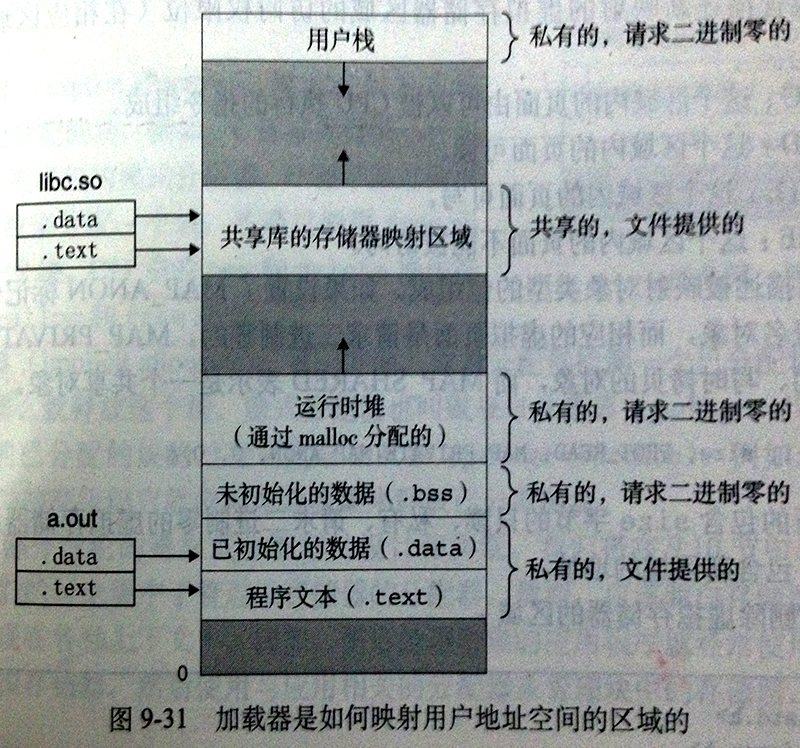 用户栈
私有的，请求二进制零的
libc.so
.data
.text
共享库的存储器映射区域
共享的，文件提供的
运行时堆
（通过 malloc 分配的）
私有的，请求二进制零的
未初始化的数据（.bss）
私有的，请求二进制零的
a.out
.data
.text
已初始化的数据（.data）
程序文本（.text）
私有的，文件提供的
0
图 9-31 加载器是如何映射用户地址空间的区域的